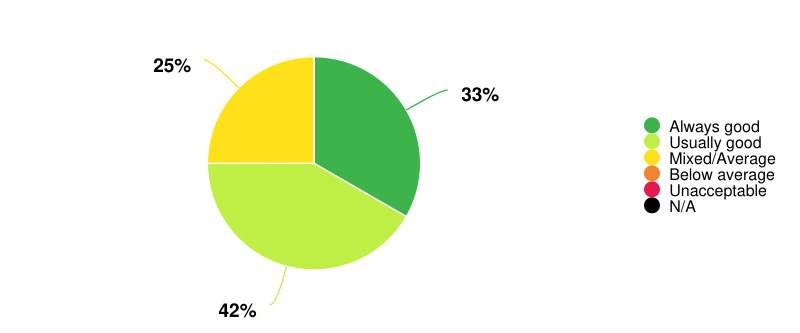 25%
33%
42%
Always good
Usually good
Mixed/Average
Below average
Unacceptable
N/A